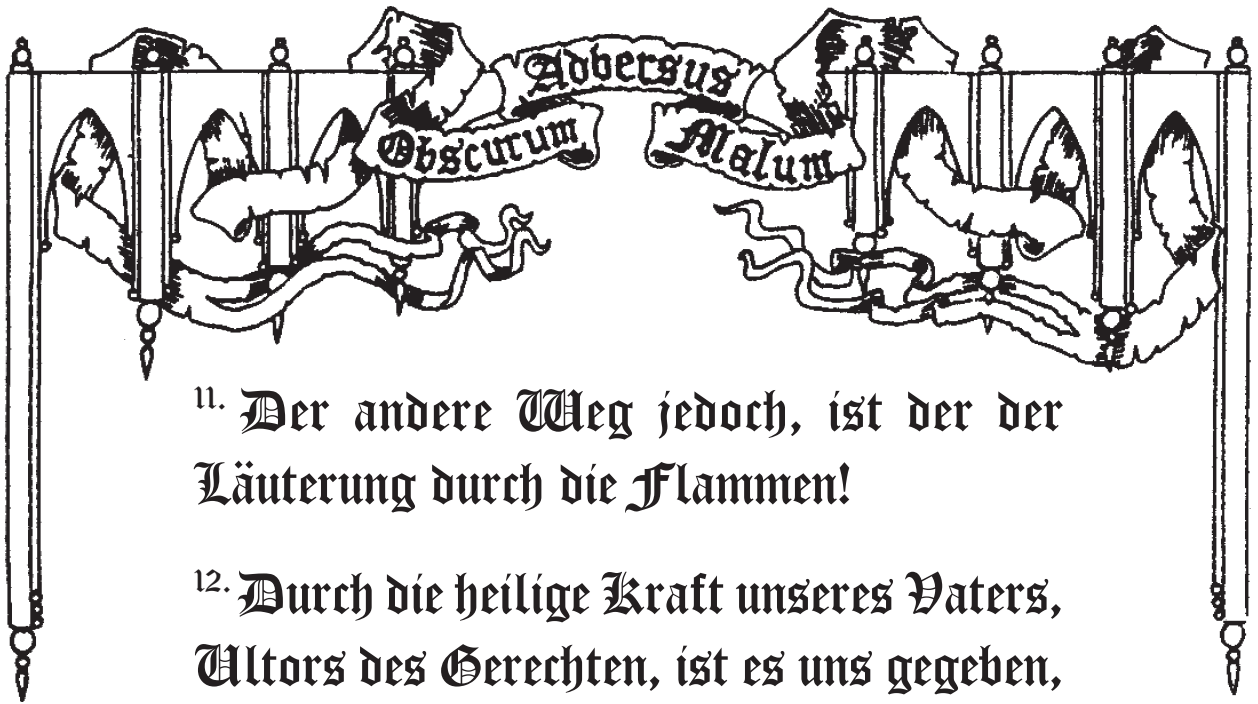 Adversus
Obscurum Malum
11. Der andere Weg jedoch, ist der der
Läuterung durch die Flammen!
12. Durch die heilige Kraft unseres Vaters,
Ultors des Gerechten, ist es uns gegeben,